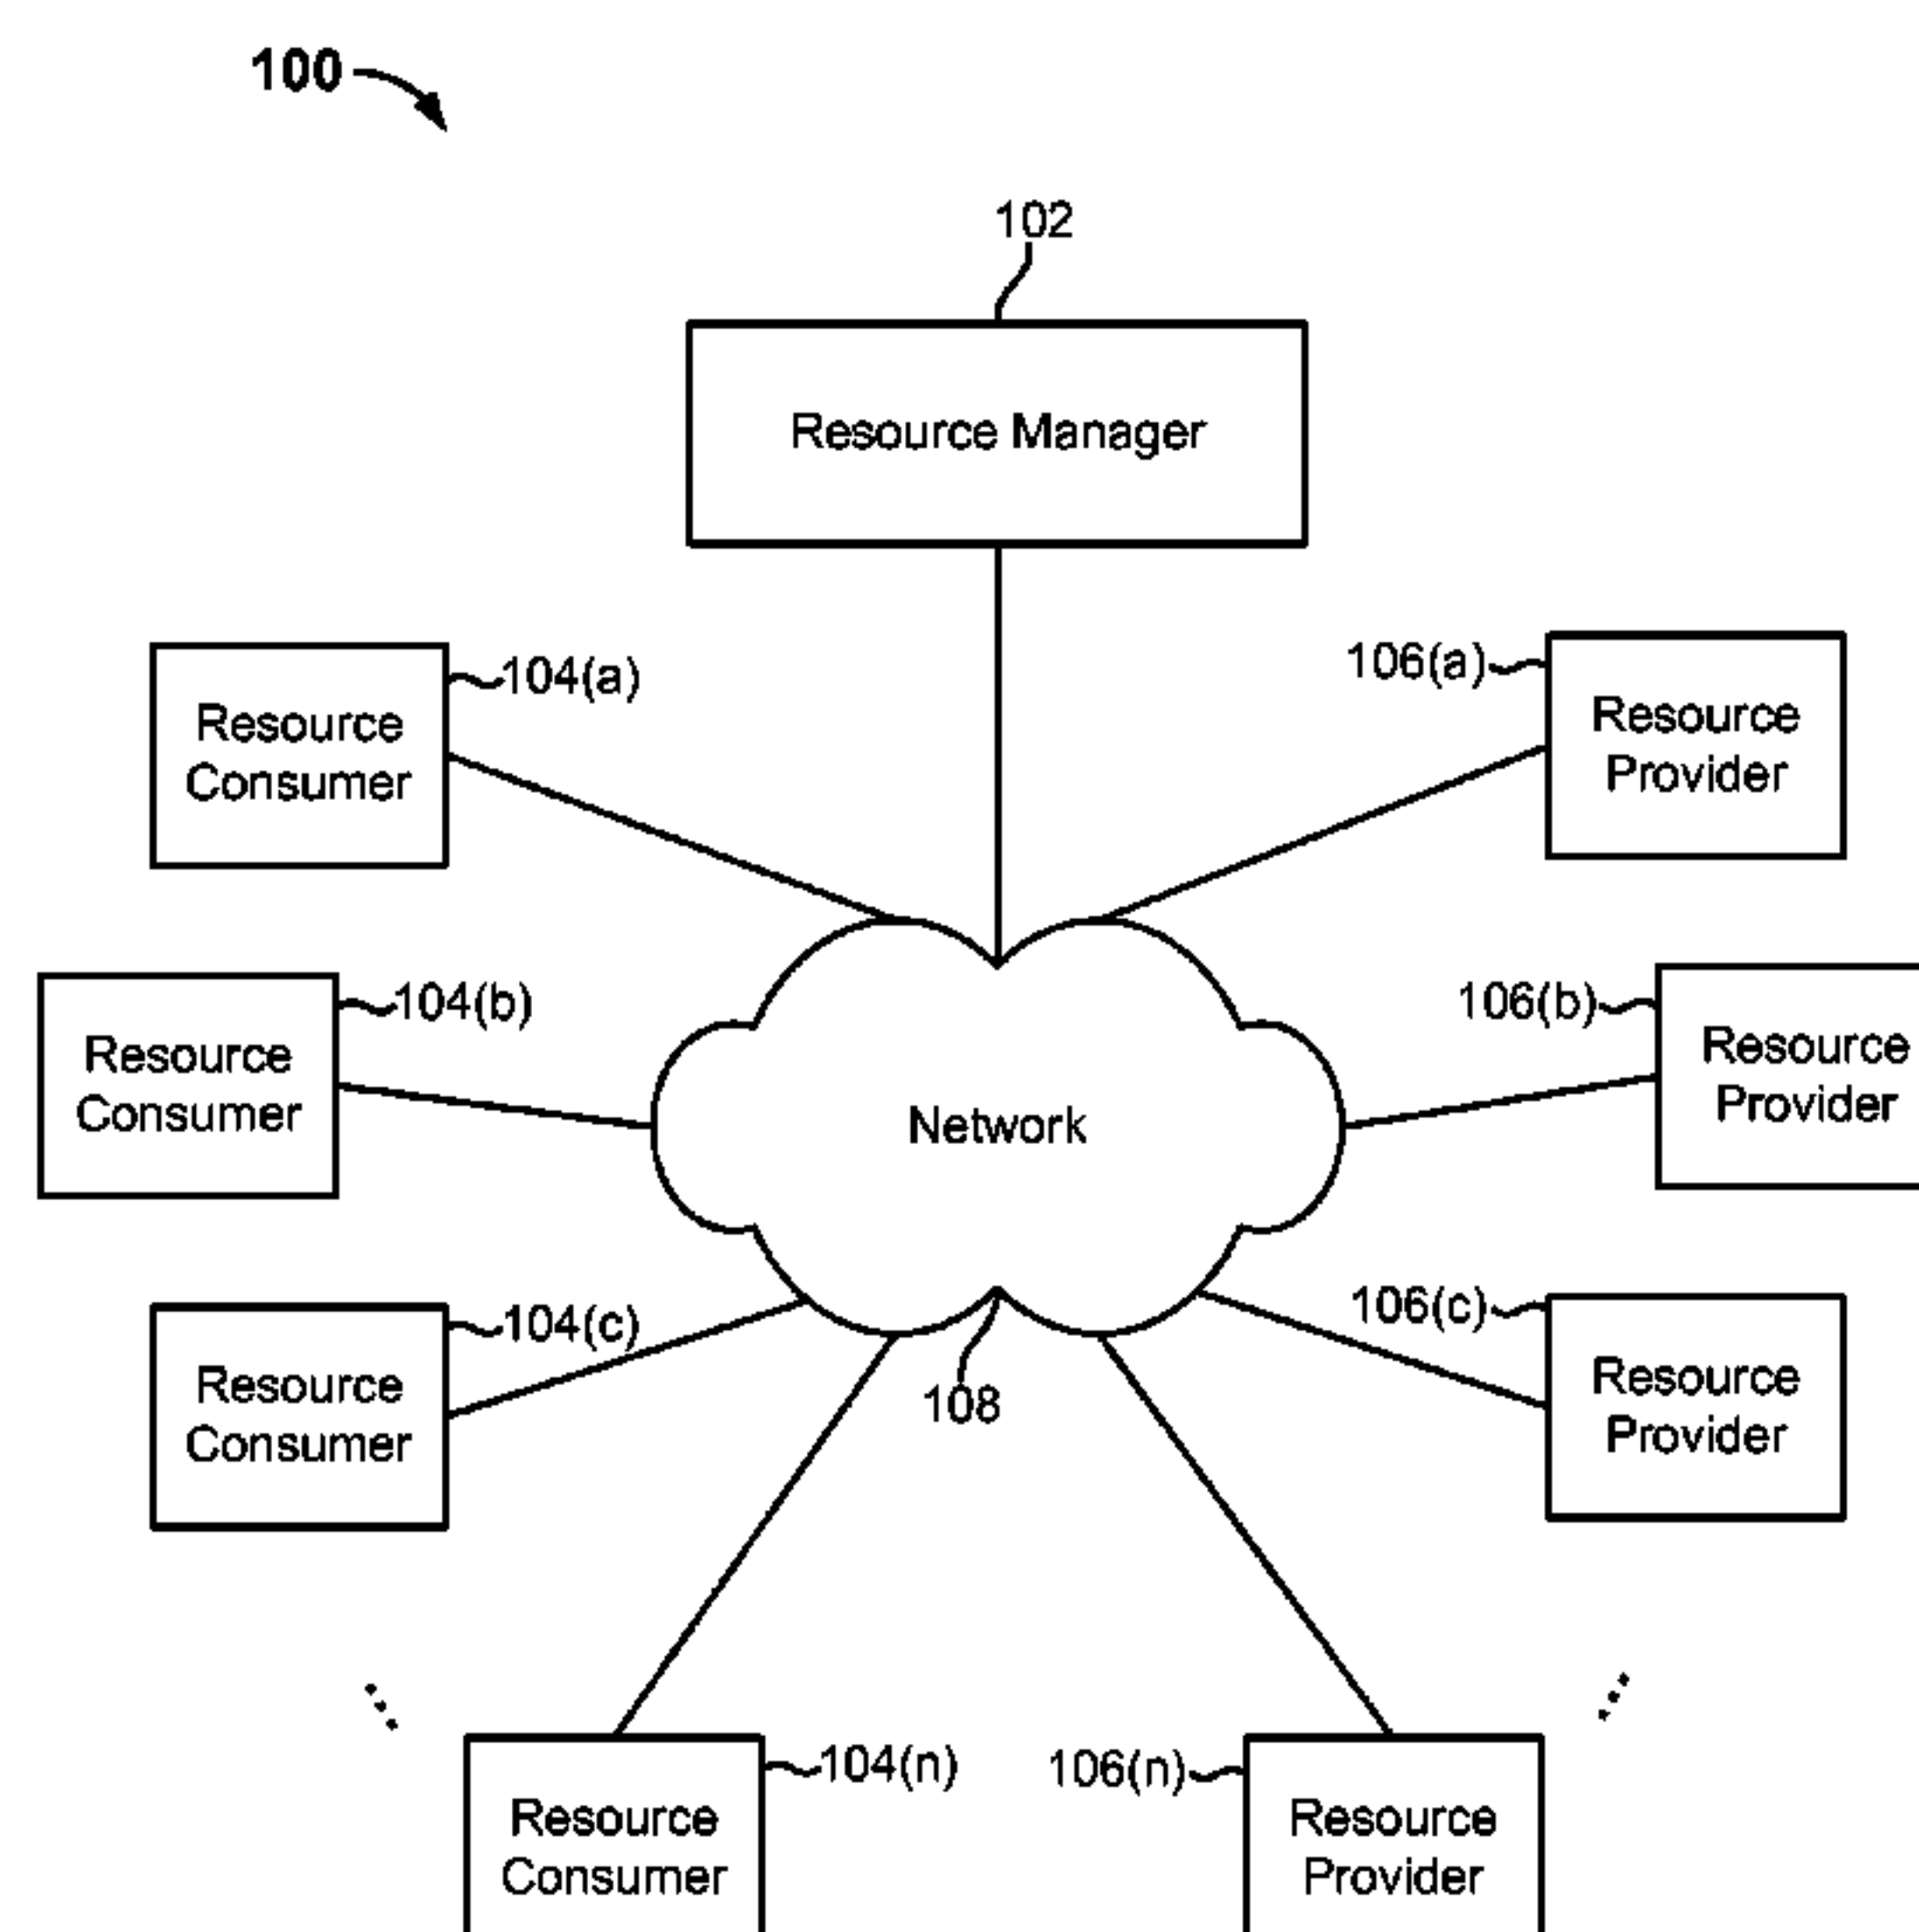 100
102
Resource Manager
104(a)
Resource
Consumer
106(a)
Resource
Provider
104(b)
Resource
Consumer
106(b)
Resource
Provider
Network
104(c)
Resource
Consumer
106(c)
Resource
Provider
108
104(n)
Resource
Consumer
106(n)
Resource
Provider